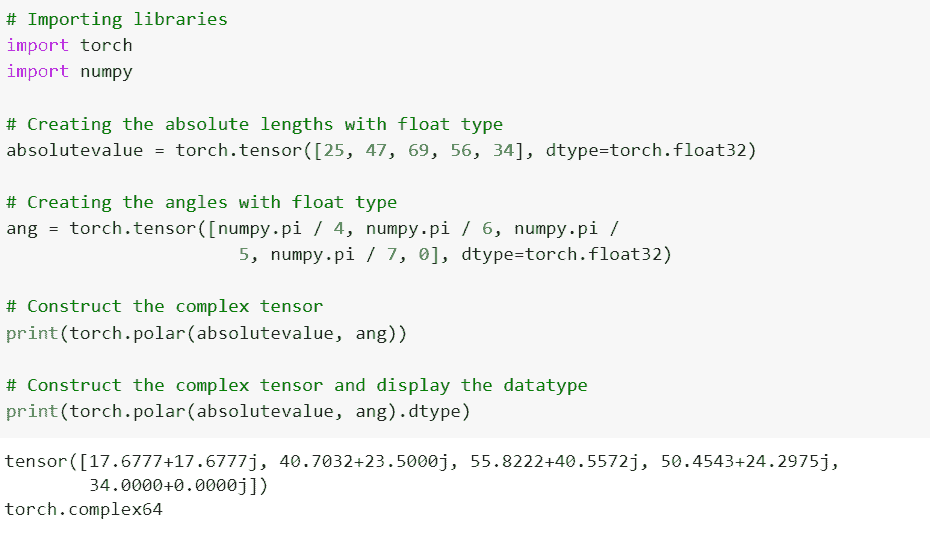 # Importing libraries
import torch
import numpy

# Creating the absolute lengths with float type
absolutevalue = torch.tensor([25, 47, 69, 56, 34], dtype=torch.float32)

# Creating the angles with float type
ang = torch.tensor([numpy.pi / 4, numpy.pi / 6, numpy.pi /
                      5, numpy.pi / 7, 0], dtype=torch.float32)

# Construct the complex tensor
print(torch.polar(absolutevalue, ang))

# Construct the complex tensor and display the datatype
print(torch.polar(absolutevalue, ang).dtype)

tensor([17.6777+17.6777j, 40.7032+23.5000j, 55.8222+40.5572j, 50.4543+24.2975j,
        34.0000+0.0000j])
torch.complex64